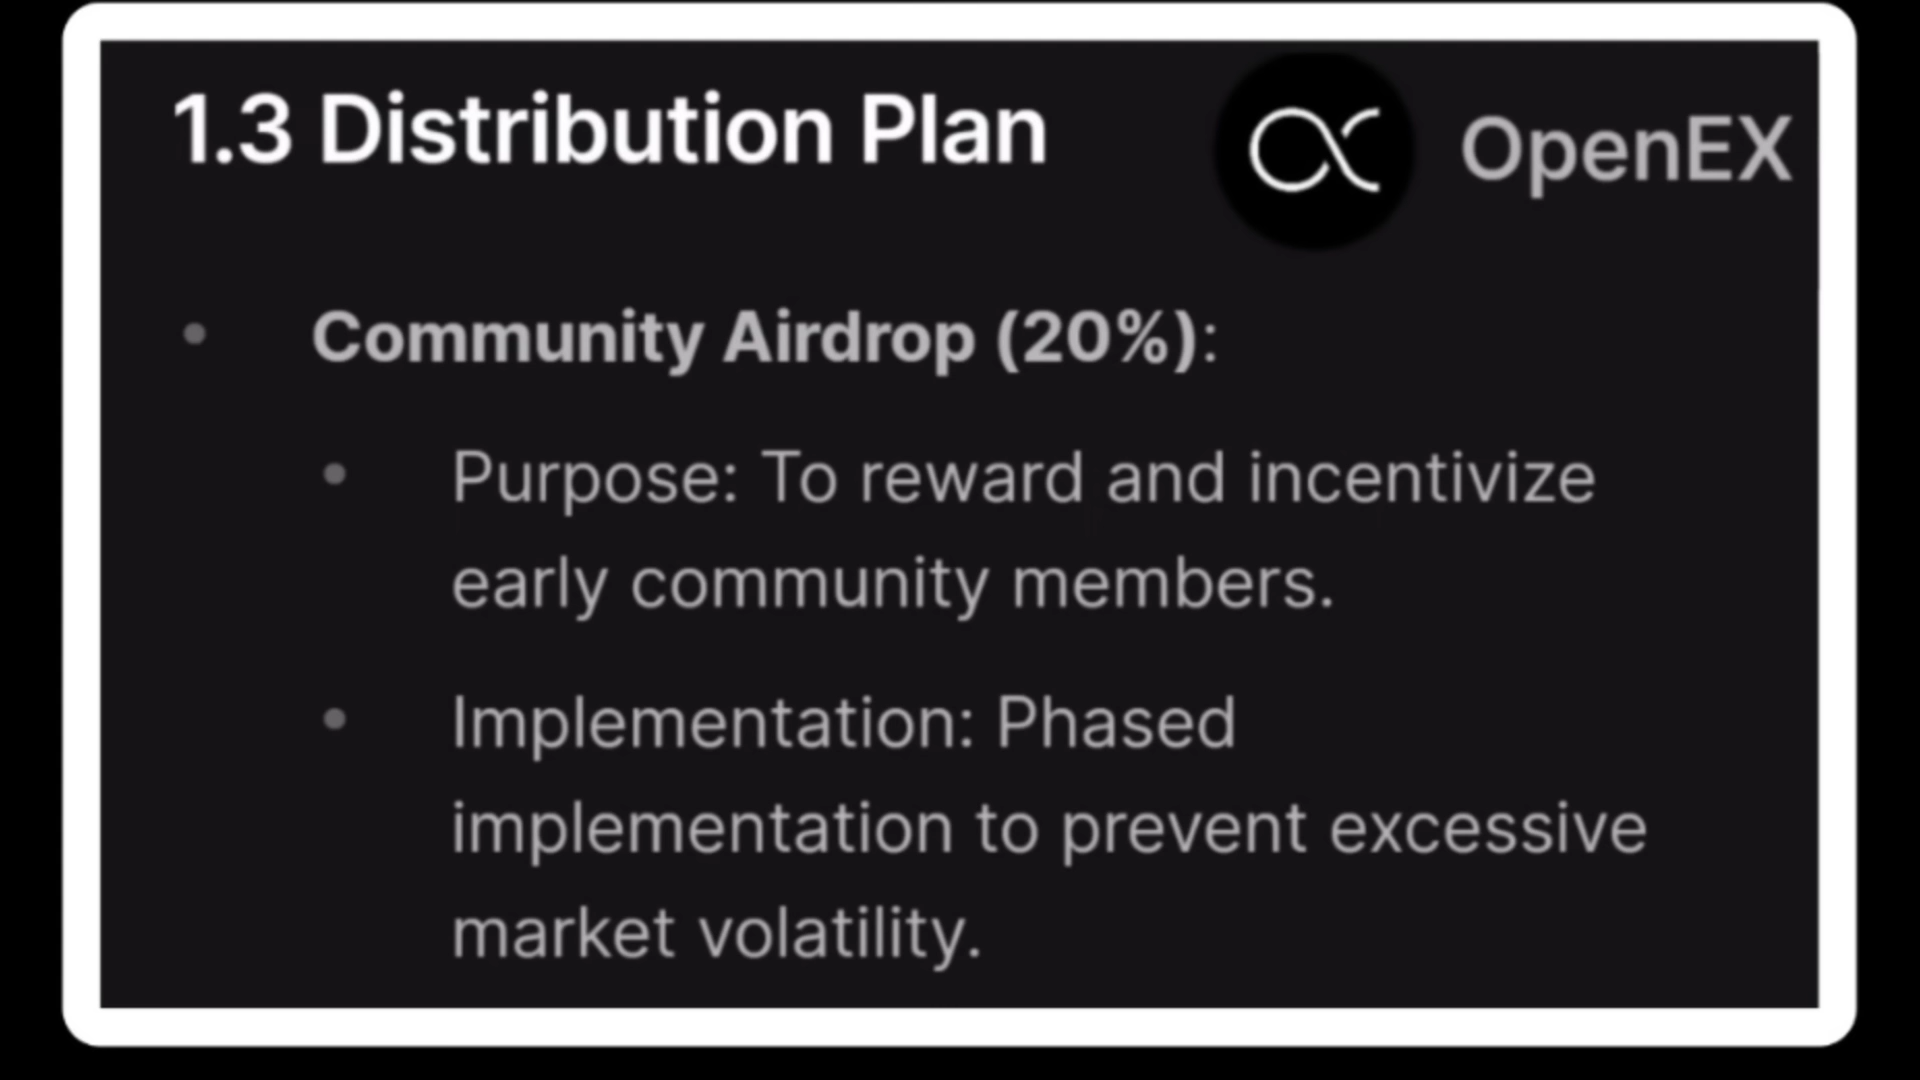 1.3 Distribution Plan
OpenEX
• Community Airdrop (20%):
• Purpose: To reward and incentivize
early community members.
• Implementation: Phased
implementation to prevent excessive
market volatility.